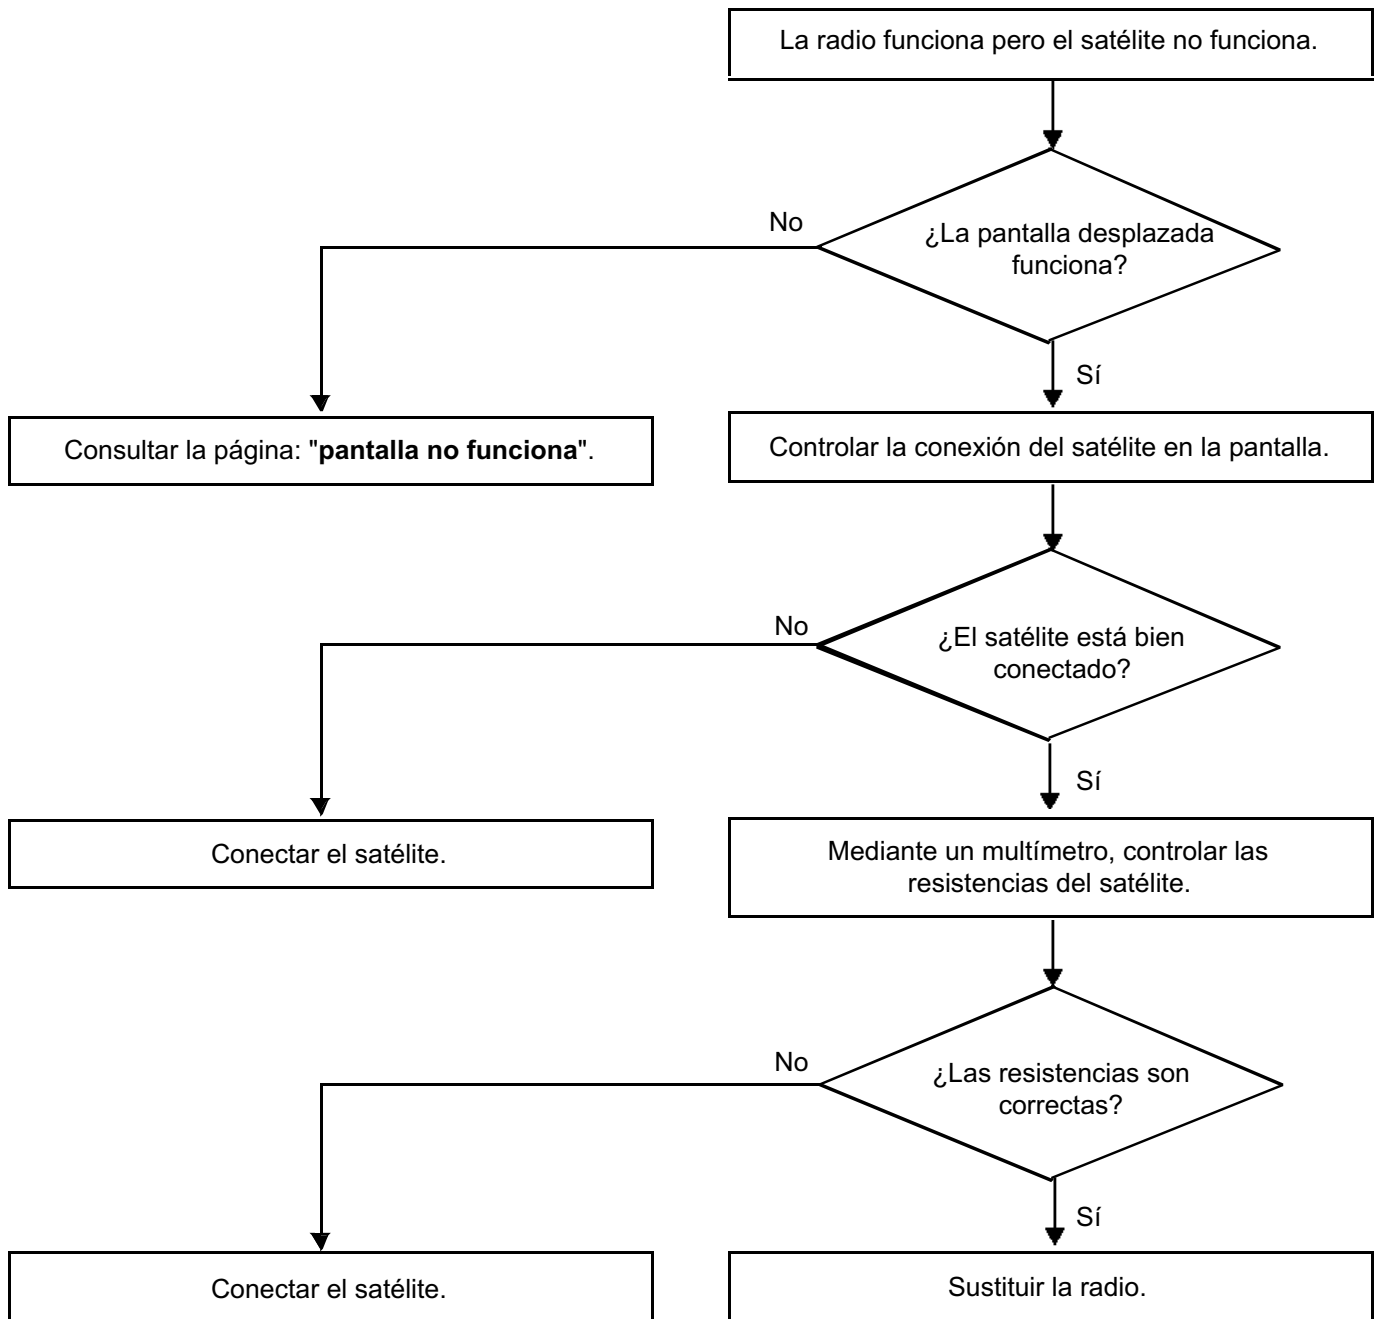 La radio funciona pero el satélite no funciona.
No
¿La pantalla desplazada
funciona?
Sí
Consultar la página: "pantalla no funciona".
Controlar la conexión del satélite en la pantalla.
No
¿El satélite está bien
conectado?
Sí
Conectar el satélite.
Mediante un multímetro, controlar las
resistencias del satélite.
No
¿Las resistencias son
correctas?
Sí
Conectar el satélite.
Sustituir la radio.